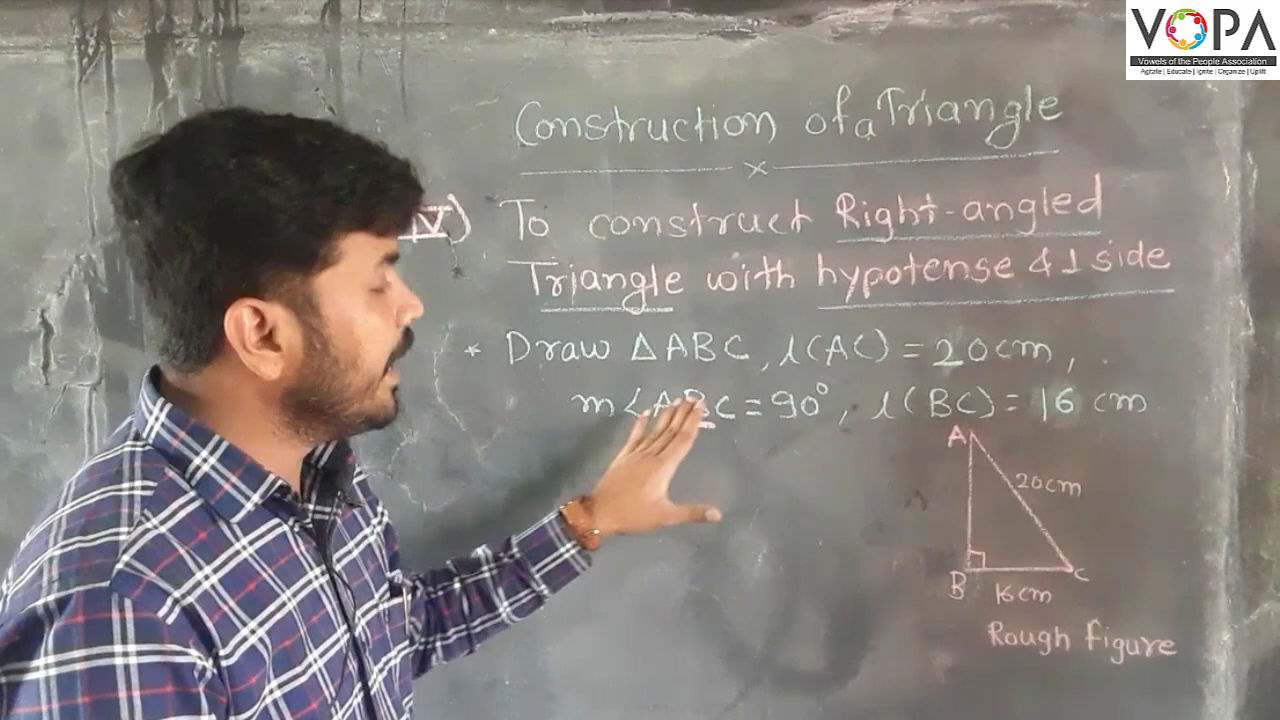 VOPA
Vowels of the People Association
Agitate | Educate | Ignite | Organize | Uplift
Construction of a Triangle
IV) To construct Right-angled
Triangle with hypotense & 1 side
* Draw △ABC, l(AC) = 20cm,
m∠ABC = 90°, l(BC) = 16 cm
A
20cm
B C
16cm
Rough figure